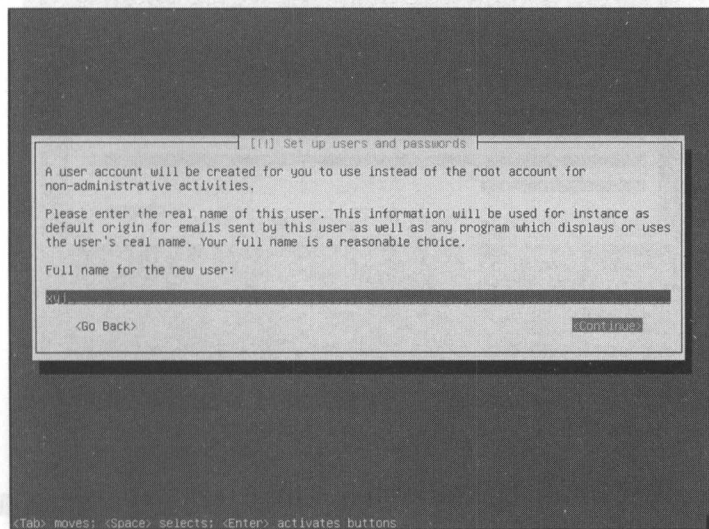 [!!] Set up users and passwords
A user account will be created for you to use instead of the root account for
non-administrative activities.
Please enter the real name of this user. This information will be used for instance as
default origin for emails sent by this user as well as any program which displays or uses
the user's real name. Your full name is a reasonable choice.
Full name for the new user:
<Go Back> <Continue>
<Tab> moves; <Space> selects; <Enter> activates buttons